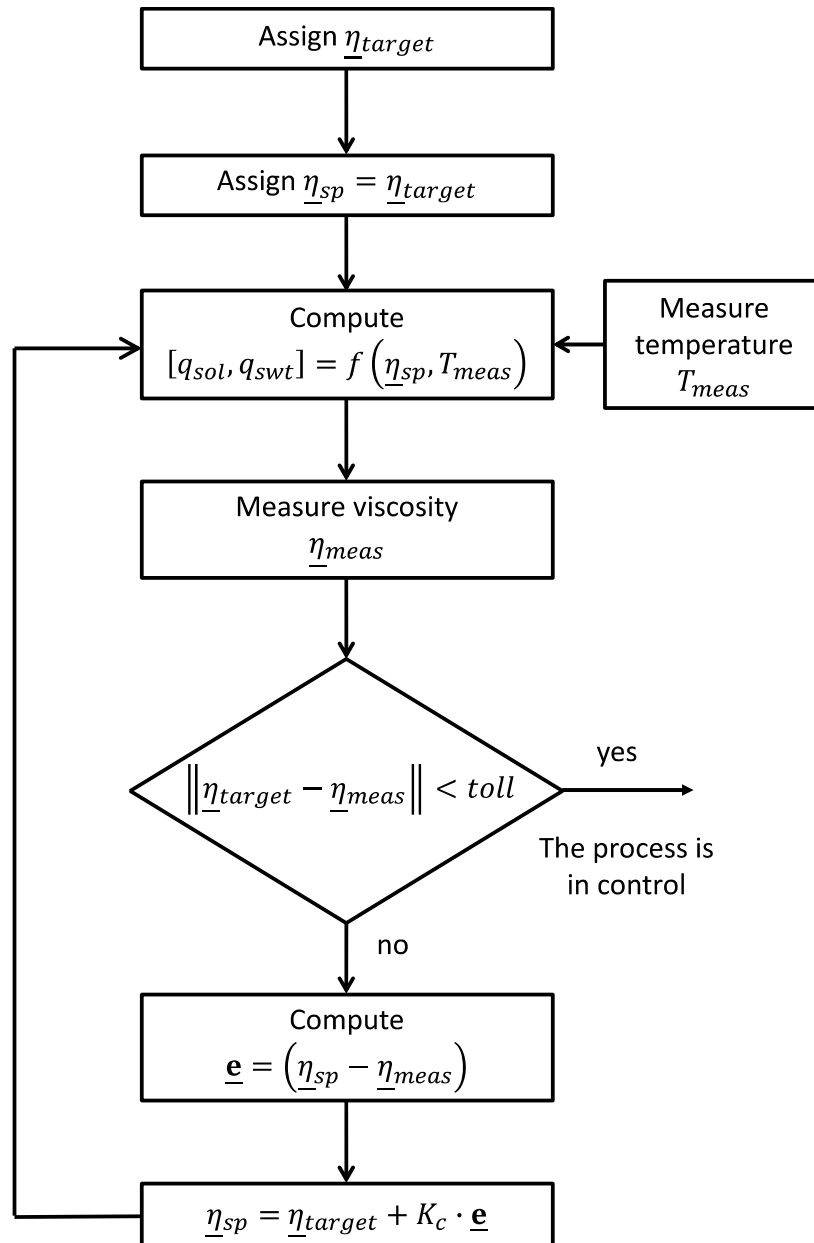 Assign η_target
Assign η_sp = η_target
Compute
[q_sol, q_swt] = f(η_sp, T_meas)
Measure
temperature
T_meas
Measure viscosity
η_meas
‖η_target − η_meas‖ < toll
yes
The process is
in control
no
Compute
e = (η_sp − η_meas)
η_sp = η_target + K_c · e